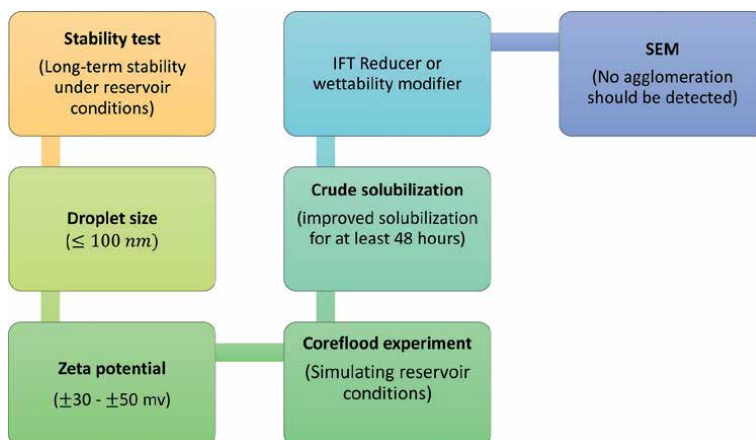 Stability test
(Long-term stability
under reservoir
conditions)
Droplet size
(≤ 100 nm)
Zeta potential
(±30 - ±50 mv)
Coreflood experiment
(Simulating reservoir
conditions)
Crude solubilization
(improved solubilization
for at least 48 hours)
IFT Reducer or
wettability modifier
SEM
(No agglomeration
should be detected)